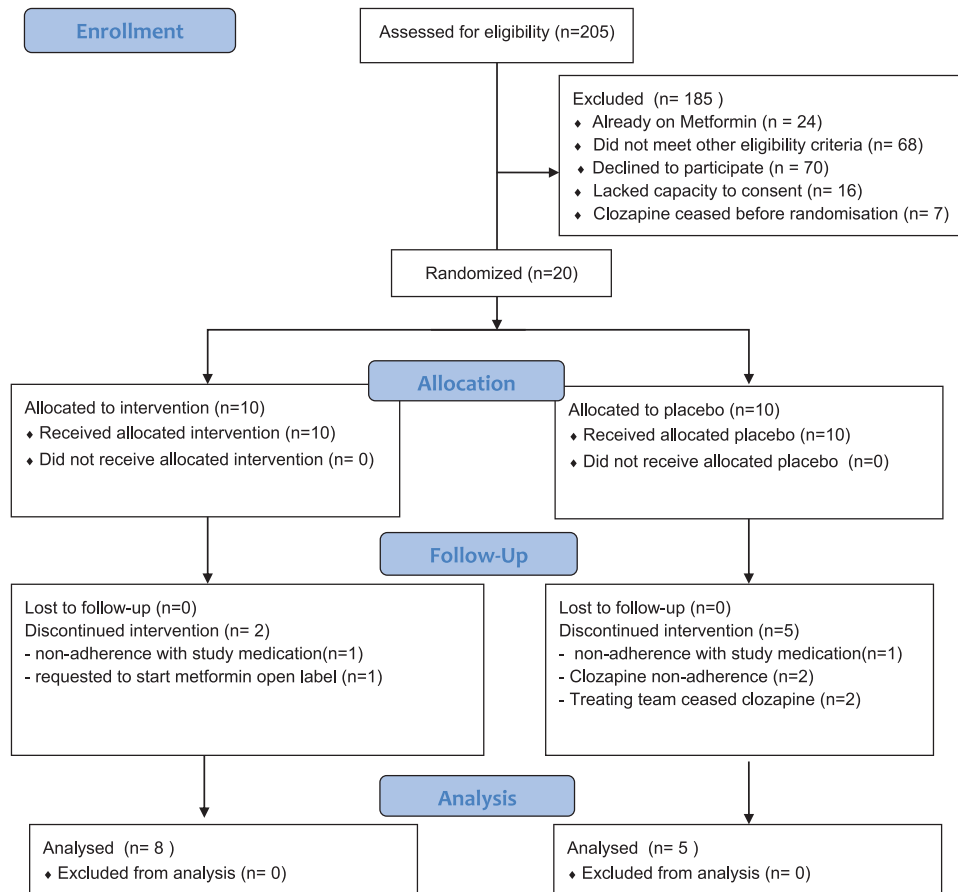 Enrollment
Assessed for eligibility (n=205)
Excluded (n= 185 )
♦ Already on Metformin (n = 24)
♦ Did not meet other eligibility criteria (n= 68)
♦ Declined to participate (n = 70)
♦ Lacked capacity to consent (n= 16)
♦ Clozapine ceased before randomisation (n= 7)
Randomized (n=20)
Allocation
Allocated to intervention (n=10)
♦ Received allocated intervention (n=10)
♦ Did not receive allocated intervention (n= 0)
Allocated to placebo (n=10)
♦ Received allocated placebo (n=10)
♦ Did not receive allocated placebo (n=0)
Follow-Up
Lost to follow-up (n=0)
Discontinued intervention (n= 2)
- non-adherence with study medication(n=1)
- requested to start metformin open label (n=1)
Lost to follow-up (n=0)
Discontinued intervention (n=5)
- non-adherence with study medication(n=1)
- Clozapine non-adherence (n=2)
- Treating team ceased clozapine (n=2)
Analysis
Analysed (n= 8 )
♦ Excluded from analysis (n= 0)
Analysed (n= 5 )
♦ Excluded from analysis (n= 0)